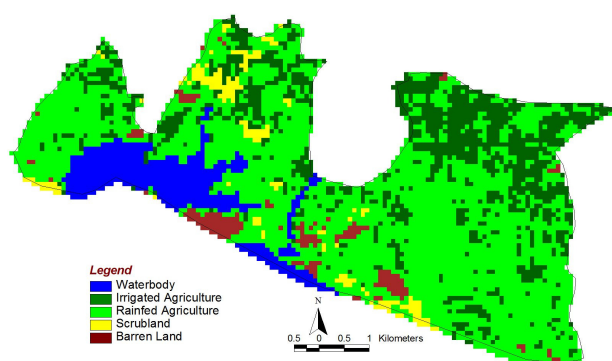 Legend
Waterbody
Irrigated Agriculture
Rainfed Agriculture
Scrubland
Barren Land
N
0.5 0 0.5 1 Kilometers